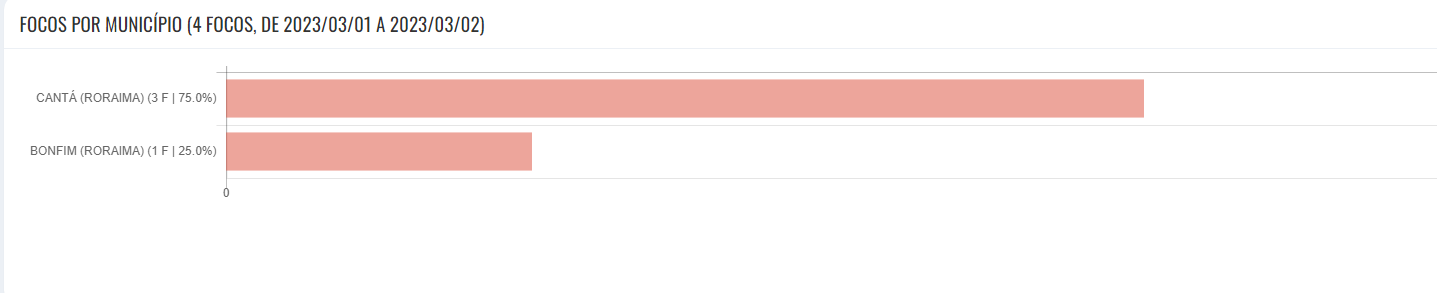 FOCOS POR MUNICÍPIO (4 FOCOS, DE 2023/03/01 A 2023/03/02)
CANTÁ (RORAIMA) (3 F | 75.0%)
BONFIM (RORAIMA) (1 F | 25.0%)
0